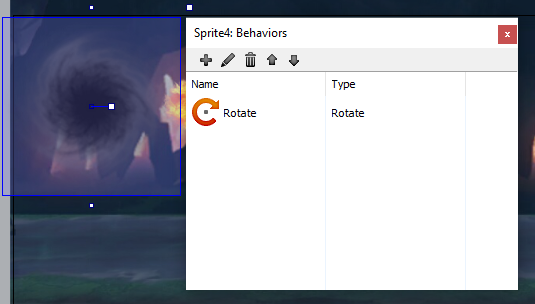 Sprite4: Behaviors
x
Name Type
Rotate Rotate